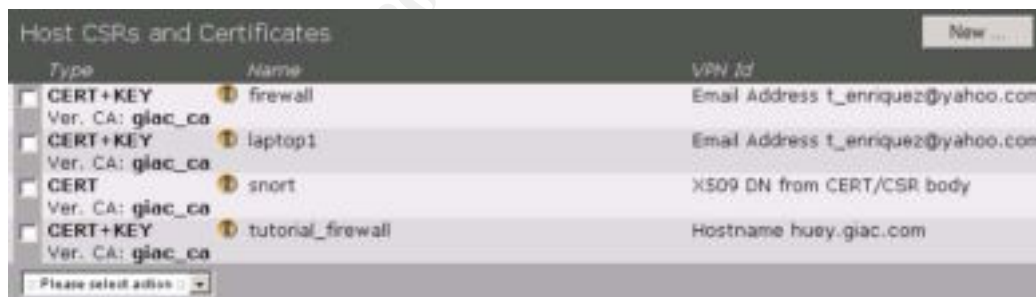 Host CSRs and Certificates New ...
Type Name VPN Id
CERT+KEY firewall Email Address t_enriquez@yahoo.com
Ver. CA: giac_ca
CERT+KEY laptop1 Email Address t_enriquez@yahoo.com
Ver. CA: giac_ca
CERT snort X509 DN from CERT/CSR body
Ver. CA: giac_ca
CERT+KEY tutorial_firewall Hostname huey.giac.com
Ver. CA: giac_ca
:: Please select action ::